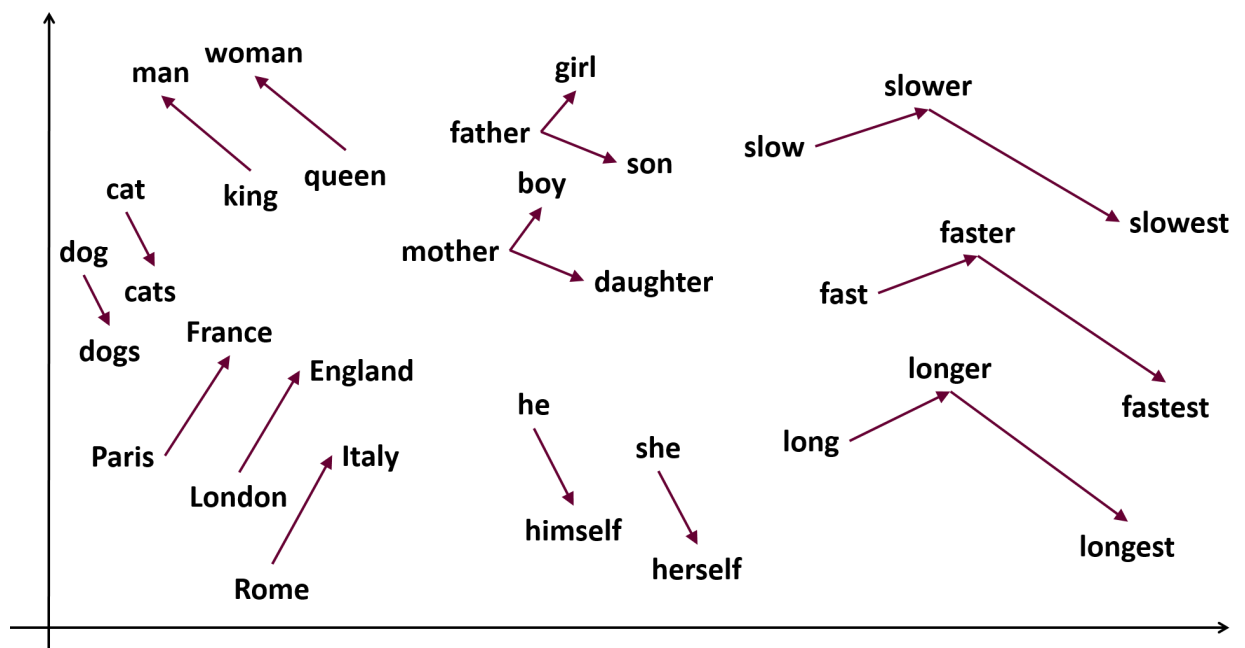 woman
man
girl
slower
father
slow
son
queen
boy
cat
king
slowest
dog
mother
faster
daughter
cats
fast
France
dogs
England
longer
he
fastest
Paris
Italy
she
long
London
himself
longest
herself
Rome